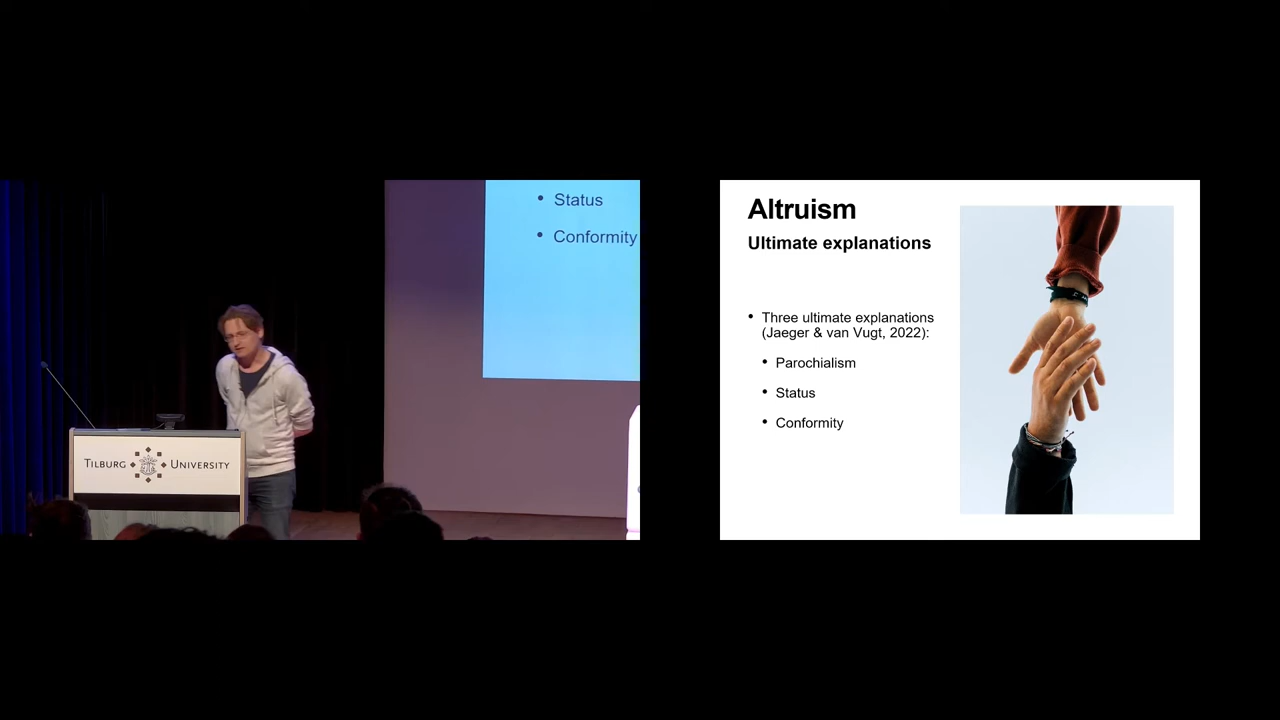 • Status
• Conformity
TILBURG UNIVERSITY
Altruism
Ultimate explanations
• Three ultimate explanations
(Jaeger & van Vugt, 2022):
• Parochialism
• Status
• Conformity